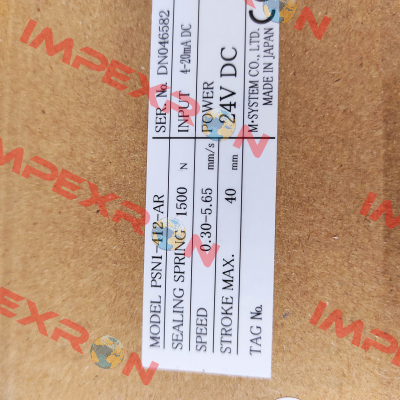 MODEL PSN1-412-AR
SER. No. DN046582
SEALING SPRING 1500 N
INPUT 4-20mA DC
SPEED 0.30-5.65 mm/s
POWER
24V DC
STROKE MAX. 40 mm
TAG No.
M·SYSTEM CO., LTD.
MADE IN JAPAN
IMPEXRON
IMPEXRON
IMPEXRON
IMPEXRON